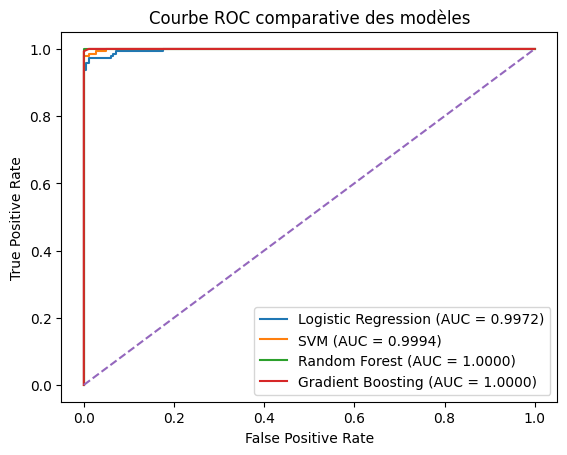 Courbe ROC comparative des modèles
True Positive Rate
1.0
0.8
0.6
0.4
0.2
0.0
Logistic Regression (AUC = 0.9972)
SVM (AUC = 0.9994)
Random Forest (AUC = 1.0000)
Gradient Boosting (AUC = 1.0000)
0.0 0.2 0.4 0.6 0.8 1.0
False Positive Rate